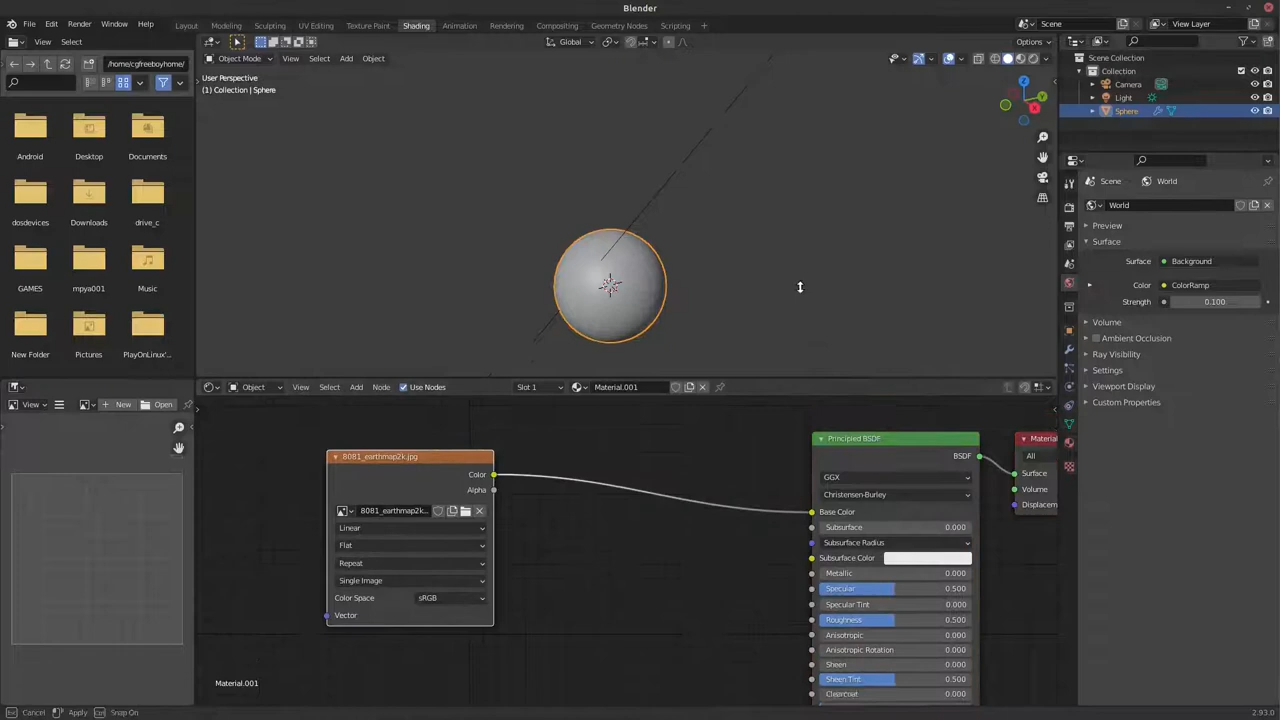 Blender
File Edit Render Window Help
Layout Modeling Sculpting UV Editing Texture Paint Shading Animation Rendering Compositing Geometry Nodes Scripting +
Scene View Layer
View Select
Global
Options
/home/cgfreeboyhome/
Object Mode View Select Add Object
User Perspective
(1) Collection | Sphere
Z
Y
X
Scene Collection
Collection
Camera
Light
Sphere
Android Desktop Documents
dosdevices Downloads drive_c
GAMES mpya001 Music
New Folder Pictures PlayOnLinux'...
Scene World
World
Preview
Surface
Surface Background
Color ColorRamp
Strength 0.100
Volume
Ambient Occlusion
Ray Visibility
Settings
Viewport Display
Custom Properties
View New Open
Object View Select Add Node Use Nodes Slot 1 Material.001
8081_earthmap2k.jpg
Color
Alpha
8081_earthmap2k...
Linear
Flat
Repeat
Single Image
Color Space sRGB
Vector
Principled BSDF
BSDF
GGX
Christensen-Burley
Base Color
Subsurface 0.000
Subsurface Radius
Subsurface Color
Metallic 0.000
Specular 0.500
Specular Tint 0.000
Roughness 0.500
Anisotropic 0.000
Anisotropic Rotation 0.000
Sheen 0.000
Sheen Tint 0.500
Clearcoat 0.000
Material
All
Surface
Volume
Displacem
Material.001
Cancel Apply Snap On
2.93.0